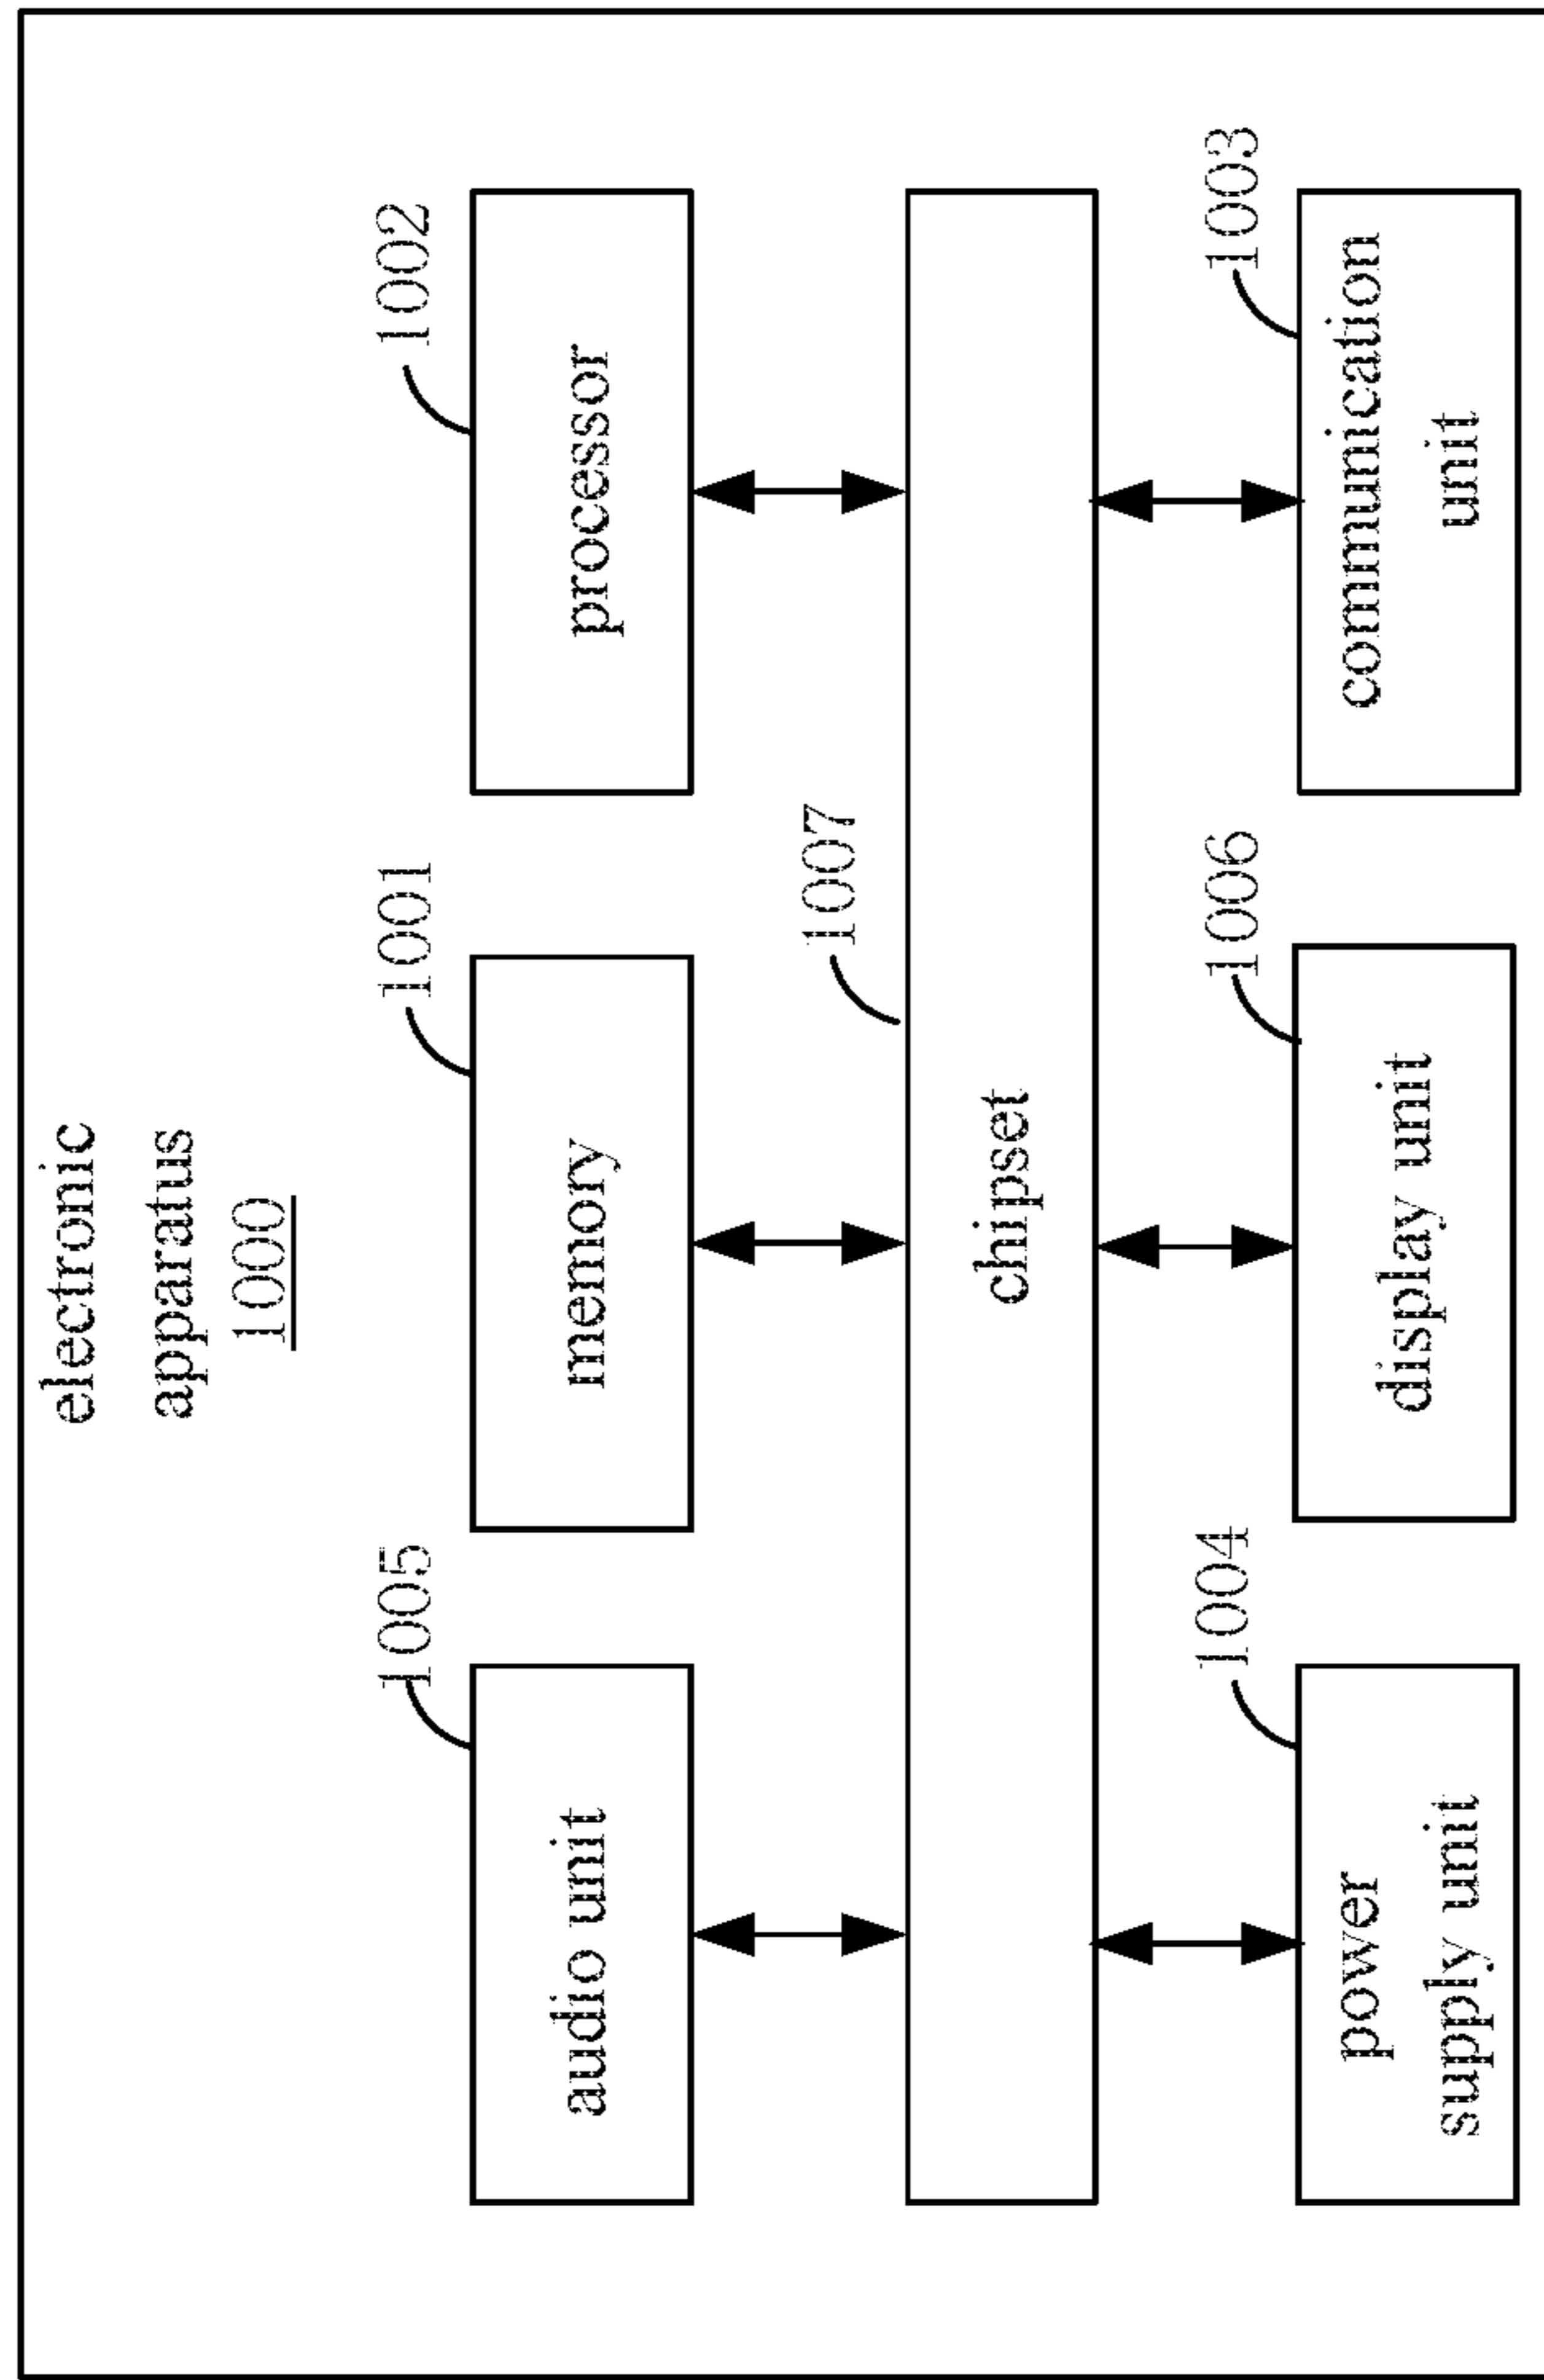 electronic
apparatus
1000
1005
1001
1002
audio unit
memory
processor
1007
chipset
1004
1006
1003
power
supply unit
display unit
communication
unit